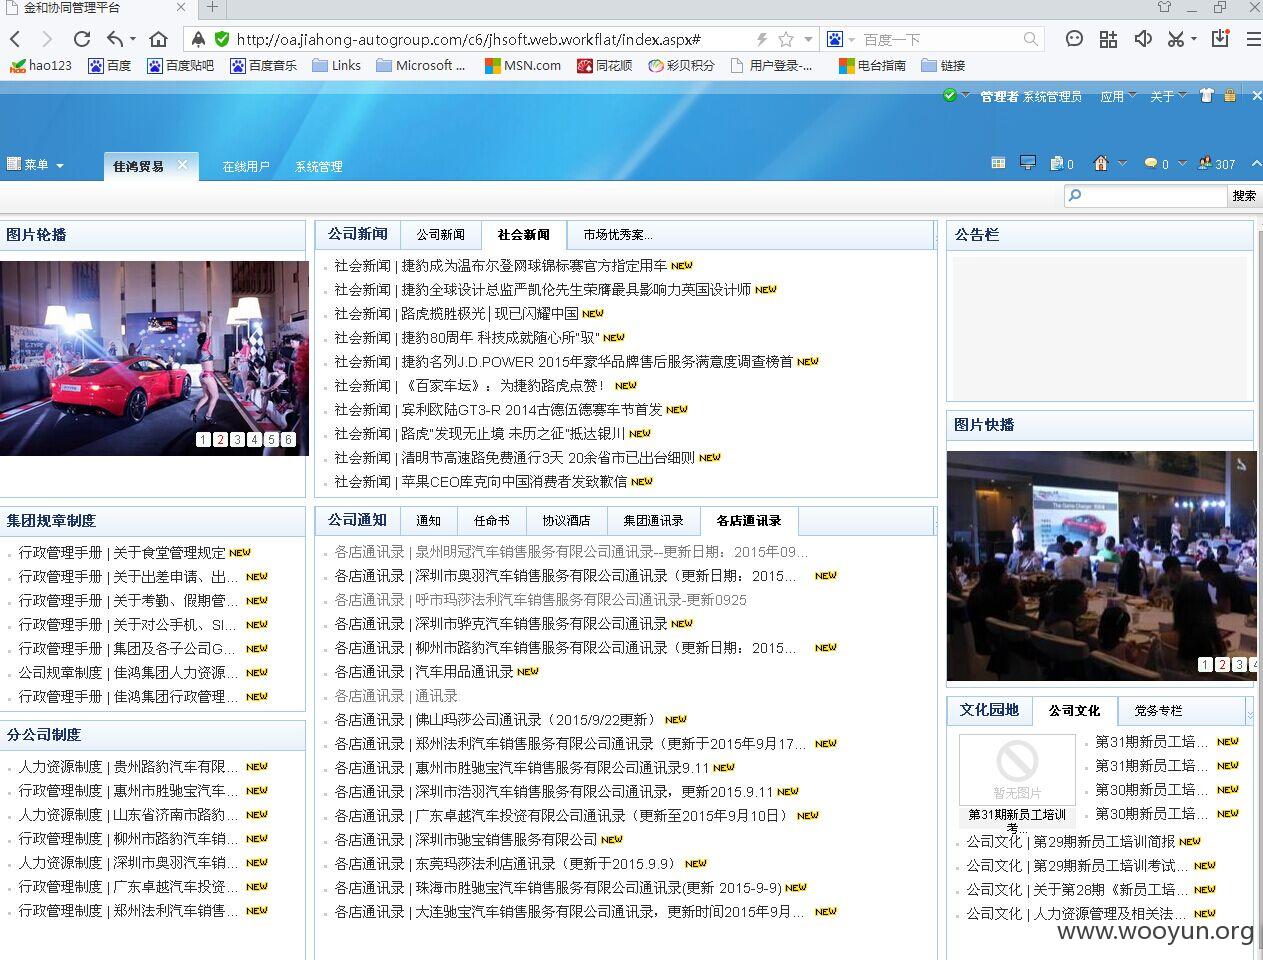 金和协同管理平台
http://oa.jiahong-autogroup.com/c6/jhsoft.web.workflat/index.aspx#
百度一下
hao123 百度 百度贴吧 百度音乐 Links Microsoft ... MSN.com 同花顺 彩贝积分 用户登录-... 电台指南 链接
管理者 系统管理员 应用 关于
菜单 佳鸿贸易 在线用户 系统管理 0 0 307
搜索
图片轮播
1 2 3 4 5 6
公司新闻 公司新闻 社会新闻 市场优秀案...
社会新闻 | 捷豹成为温布尔登网球锦标赛官方指定用车 NEW
社会新闻 | 捷豹全球设计总监严凯伦先生荣膺最具影响力英国设计师 NEW
社会新闻 | 路虎揽胜极光│现已闪耀中国 NEW
社会新闻 | 捷豹80周年 科技成就随心所"驭" NEW
社会新闻 | 捷豹名列J.D.POWER 2015年豪华品牌售后服务满意度调查榜首 NEW
社会新闻 | 《百家车坛》：为捷豹路虎点赞！ NEW
社会新闻 | 宾利欧陆GT3-R 2014古德伍德赛车节首发 NEW
社会新闻 | 路虎"发现无止境 未历之征"抵达银川 NEW
社会新闻 | 清明节高速路免费通行3天 20余省市已出台细则 NEW
社会新闻 | 苹果CEO库克向中国消费者发致歉信 NEW
公告栏
图片快播
1 2 3 4
集团规章制度
行政管理手册 | 关于食堂管理规定 NEW
行政管理手册 | 关于出差申请、出... NEW
行政管理手册 | 关于考勤、假期管... NEW
行政管理手册 | 关于对公手机、SI... NEW
行政管理手册 | 集团及各子公司G... NEW
公司规章制度 | 佳鸿集团人力资源... NEW
行政管理手册 | 佳鸿集团行政管理... NEW
分公司制度
人力资源制度 | 贵州路豹汽车有限... NEW
行政管理制度 | 惠州市胜驰宝汽车... NEW
人力资源制度 | 山东省济南市路豹... NEW
行政管理制度 | 柳州市路豹汽车销... NEW
人力资源制度 | 深圳市奥羽汽车销... NEW
行政管理制度 | 广东卓越汽车投资... NEW
行政管理制度 | 郑州法利汽车销售... NEW
公司通知 通知 任命书 协议酒店 集团通讯录 各店通讯录
各店通讯录 | 泉州明冠汽车销售服务有限公司通讯录--更新日期：2015年09...
各店通讯录 | 深圳市奥羽汽车销售服务有限公司通讯录（更新日期：2015... NEW
各店通讯录 | 呼市玛莎法利汽车销售服务有限公司通讯录-更新0925
各店通讯录 | 深圳市骅克汽车销售服务有限公司通讯录 NEW
各店通讯录 | 柳州市路豹汽车销售服务有限公司通讯录（更新日期：2015... NEW
各店通讯录 | 汽车用品通讯录 NEW
各店通讯录 | 通讯录
各店通讯录 | 佛山玛莎公司通讯录（2015/9/22更新） NEW
各店通讯录 | 郑州法利汽车销售服务有限公司通讯录（更新于2015年9月17... NEW
各店通讯录 | 惠州市胜驰宝汽车销售服务有限公司通讯录9.11 NEW
各店通讯录 | 深圳市浩羽汽车销售服务有限公司通讯录，更新2015.9.11 NEW
各店通讯录 | 广东卓越汽车投资有限公司通讯录（更新至2015年9月10日） NEW
各店通讯录 | 深圳市驰宝汽车销售服务有限公司 NEW
各店通讯录 | 东莞玛莎法利店通讯录（更新于2015.9.9） NEW
各店通讯录 | 珠海市胜驰宝汽车销售服务有限公司通讯录(更新 2015-9-9) NEW
各店通讯录 | 大连驰宝汽车销售服务有限公司通讯录，更新时间2015年9月... NEW
文化园地 公司文化 党务专栏
暂无图片
第31期新员工培训
考...
第31期新员工培... NEW
第31期新员工培... NEW
第30期新员工培... NEW
第30期新员工培... NEW
公司文化 | 第29期新员工培训简报 NEW
公司文化 | 第29期新员工培训考试... NEW
公司文化 | 关于第28期《新员工培... NEW
公司文化 | 人力资源管理及相关法... NEW
www.wooyun.org